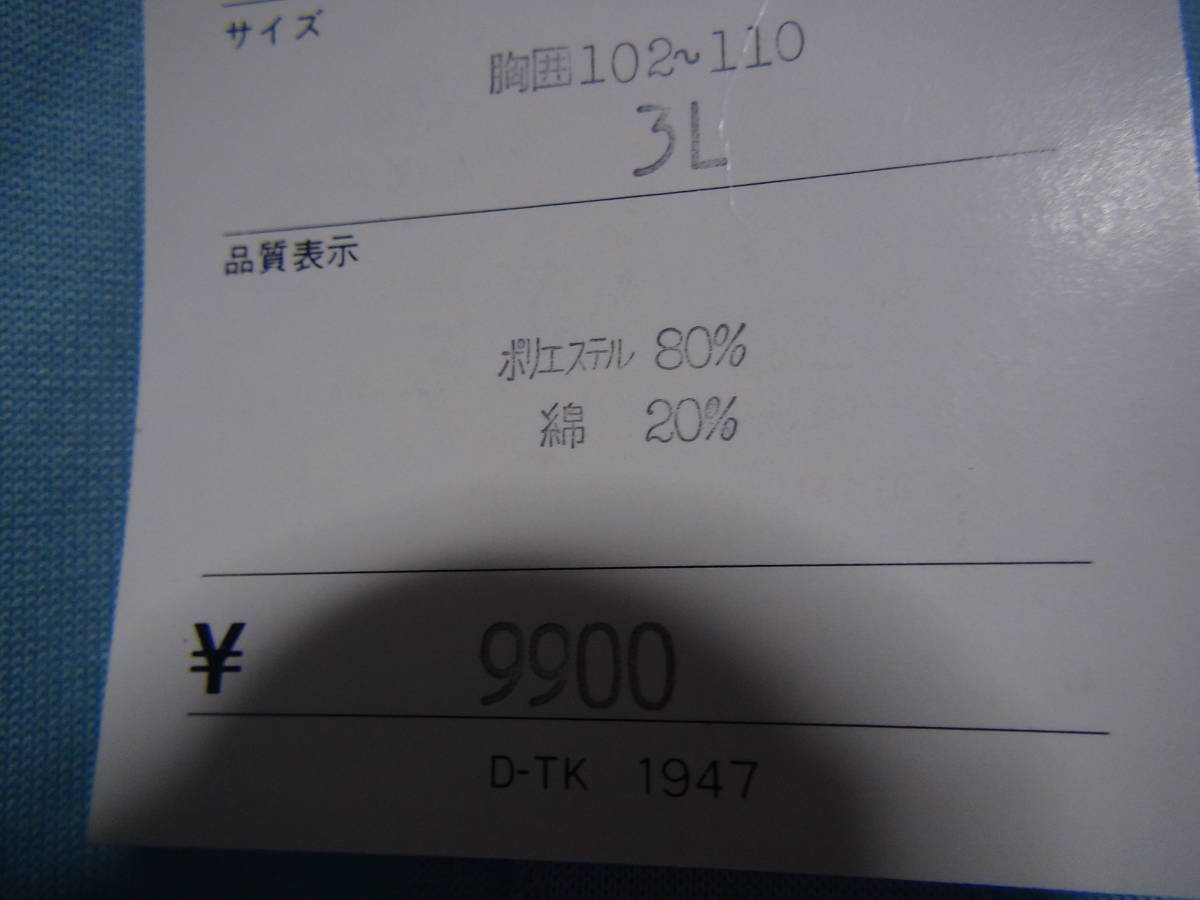 サイズ
胸囲102~110
3L
品質表示
ポリエステル 80%
綿 20%
¥ 9900
D-TK 1947